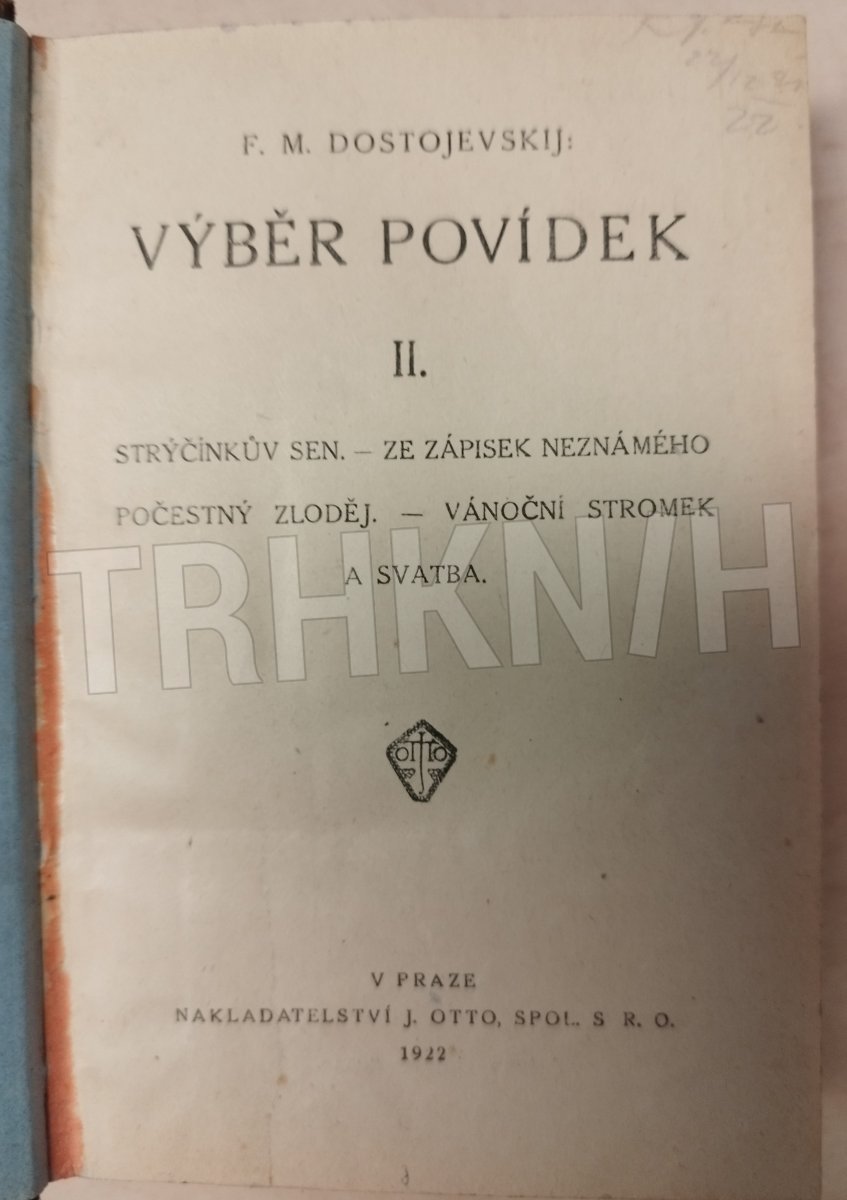 22
F. M. DOSTOJEVSKIJ:
VÝBĚR POVÍDEK
II.
STRÝČÍNKŮV SEN. — ZE ZÁPISEK NEZNÁMÉHO
POČESTNÝ ZLODĚJ. — VÁNOČNÍ STROMEK
A SVATBA.
TRHKNIH
OTTO
V PRAZE
NAKLADATELSTVÍ J. OTTO, SPOL. S R. O.
1922